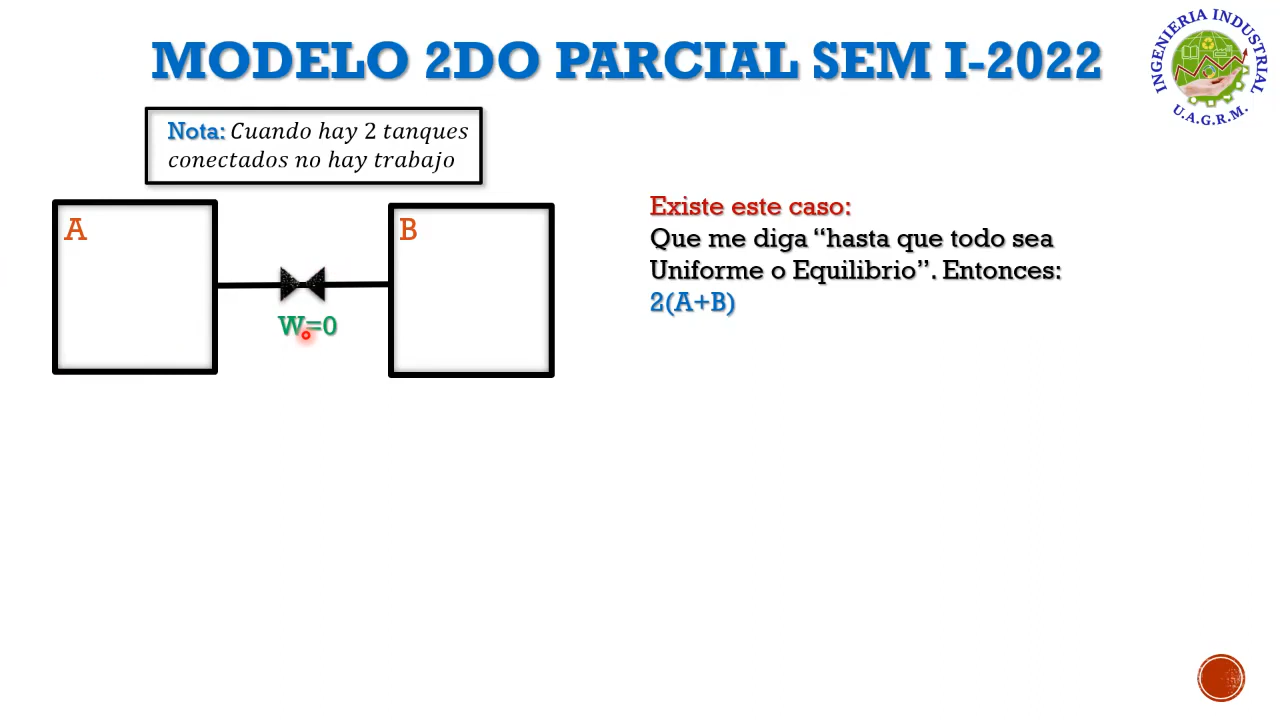 MODELO 2DO PARCIAL SEM I-2022
INGENIERIA INDUSTRIAL
U.A.G.R.M.
Nota: Cuando hay 2 tanques
conectados no hay trabajo
A
B
W=0
Existe este caso:
Que me diga “hasta que todo sea
Uniforme o Equilibrio”. Entonces:
2(A+B)